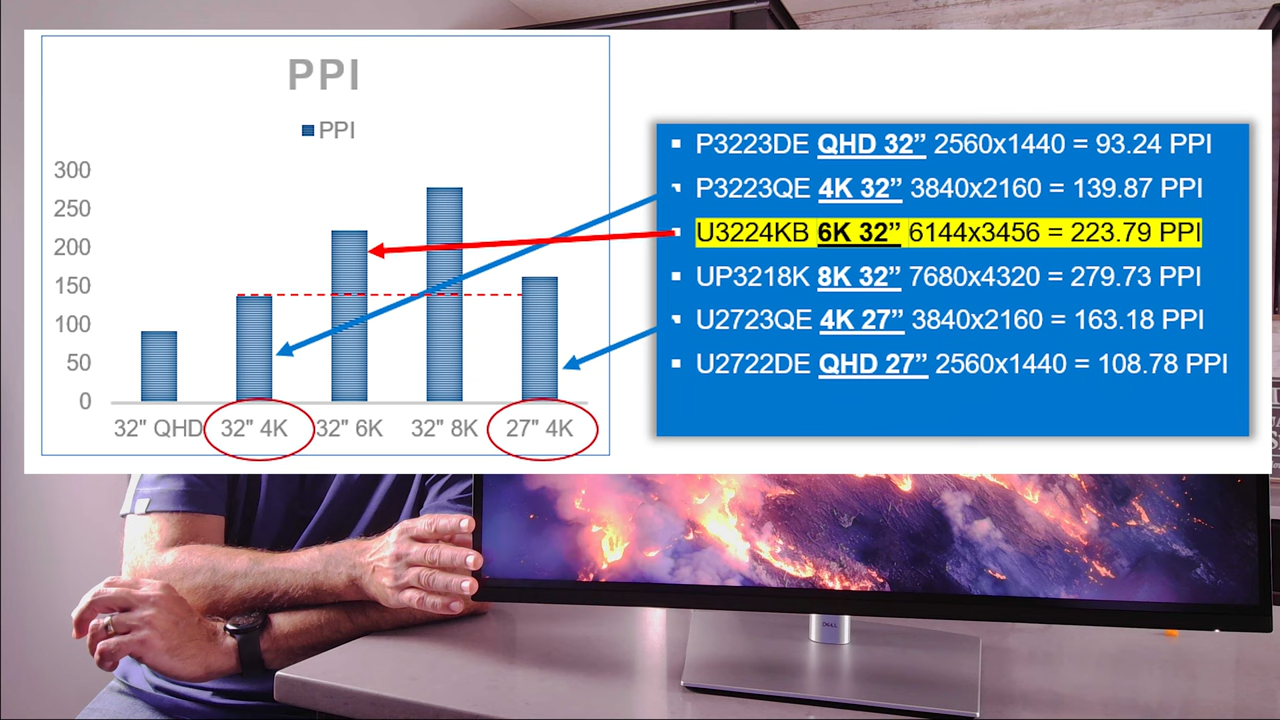 PPI
PPI
300
250
200
150
100
50
0
32" QHD 32" 4K 32" 6K 32" 8K 27" 4K
▪ P3223DE QHD 32” 2560x1440 = 93.24 PPI
P3223QE 4K 32” 3840x2160 = 139.87 PPI
U3224KB 6K 32” 6144x3456 = 223.79 PPI
▪ UP3218K 8K 32” 7680x4320 = 279.73 PPI
U2723QE 4K 27” 3840x2160 = 163.18 PPI
▪ U2722DE QHD 27” 2560x1440 = 108.78 PPI
DELL